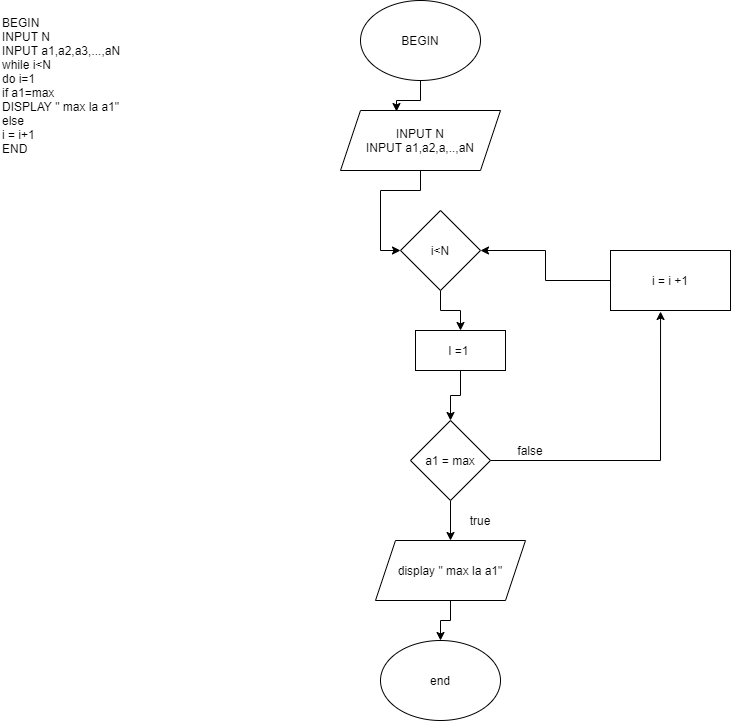 BEGIN
INPUT N
INPUT a1,a2,a3,...,aN
while i<N
do i=1
if a1=max
DISPLAY " max la a1"
else
i = i+1
END
BEGIN
INPUT N
INPUT a1,a2,a,..,aN
i<N
i = i +1
I =1
a1 = max
false
true
display " max la a1"
end